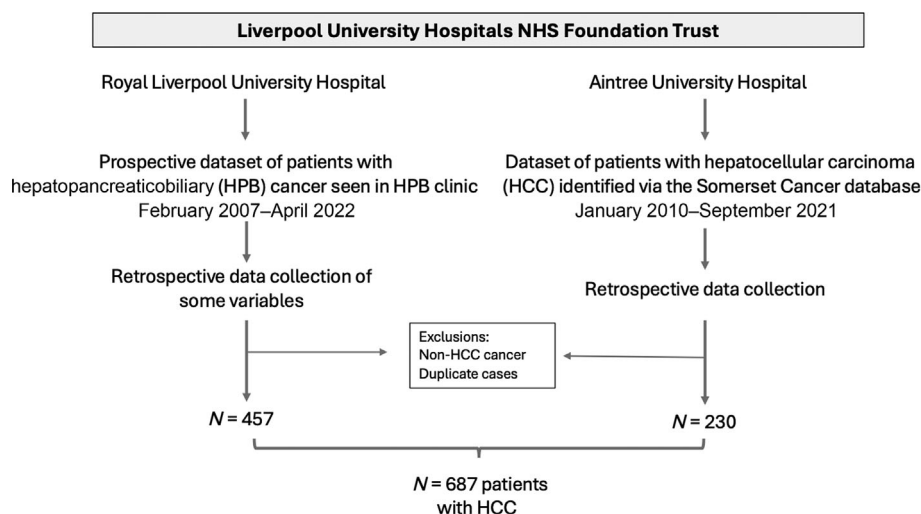 Liverpool University Hospitals NHS Foundation Trust
Royal Liverpool University Hospital
Aintree University Hospital
Prospective dataset of patients with
hepatopancreaticobiliary (HPB) cancer seen in HPB clinic
February 2007–April 2022
Dataset of patients with hepatocellular carcinoma
(HCC) identified via the Somerset Cancer database
January 2010–September 2021
Retrospective data collection of
some variables
Retrospective data collection
Exclusions:
Non-HCC cancer
Duplicate cases
N = 457
N = 230
N = 687 patients
with HCC